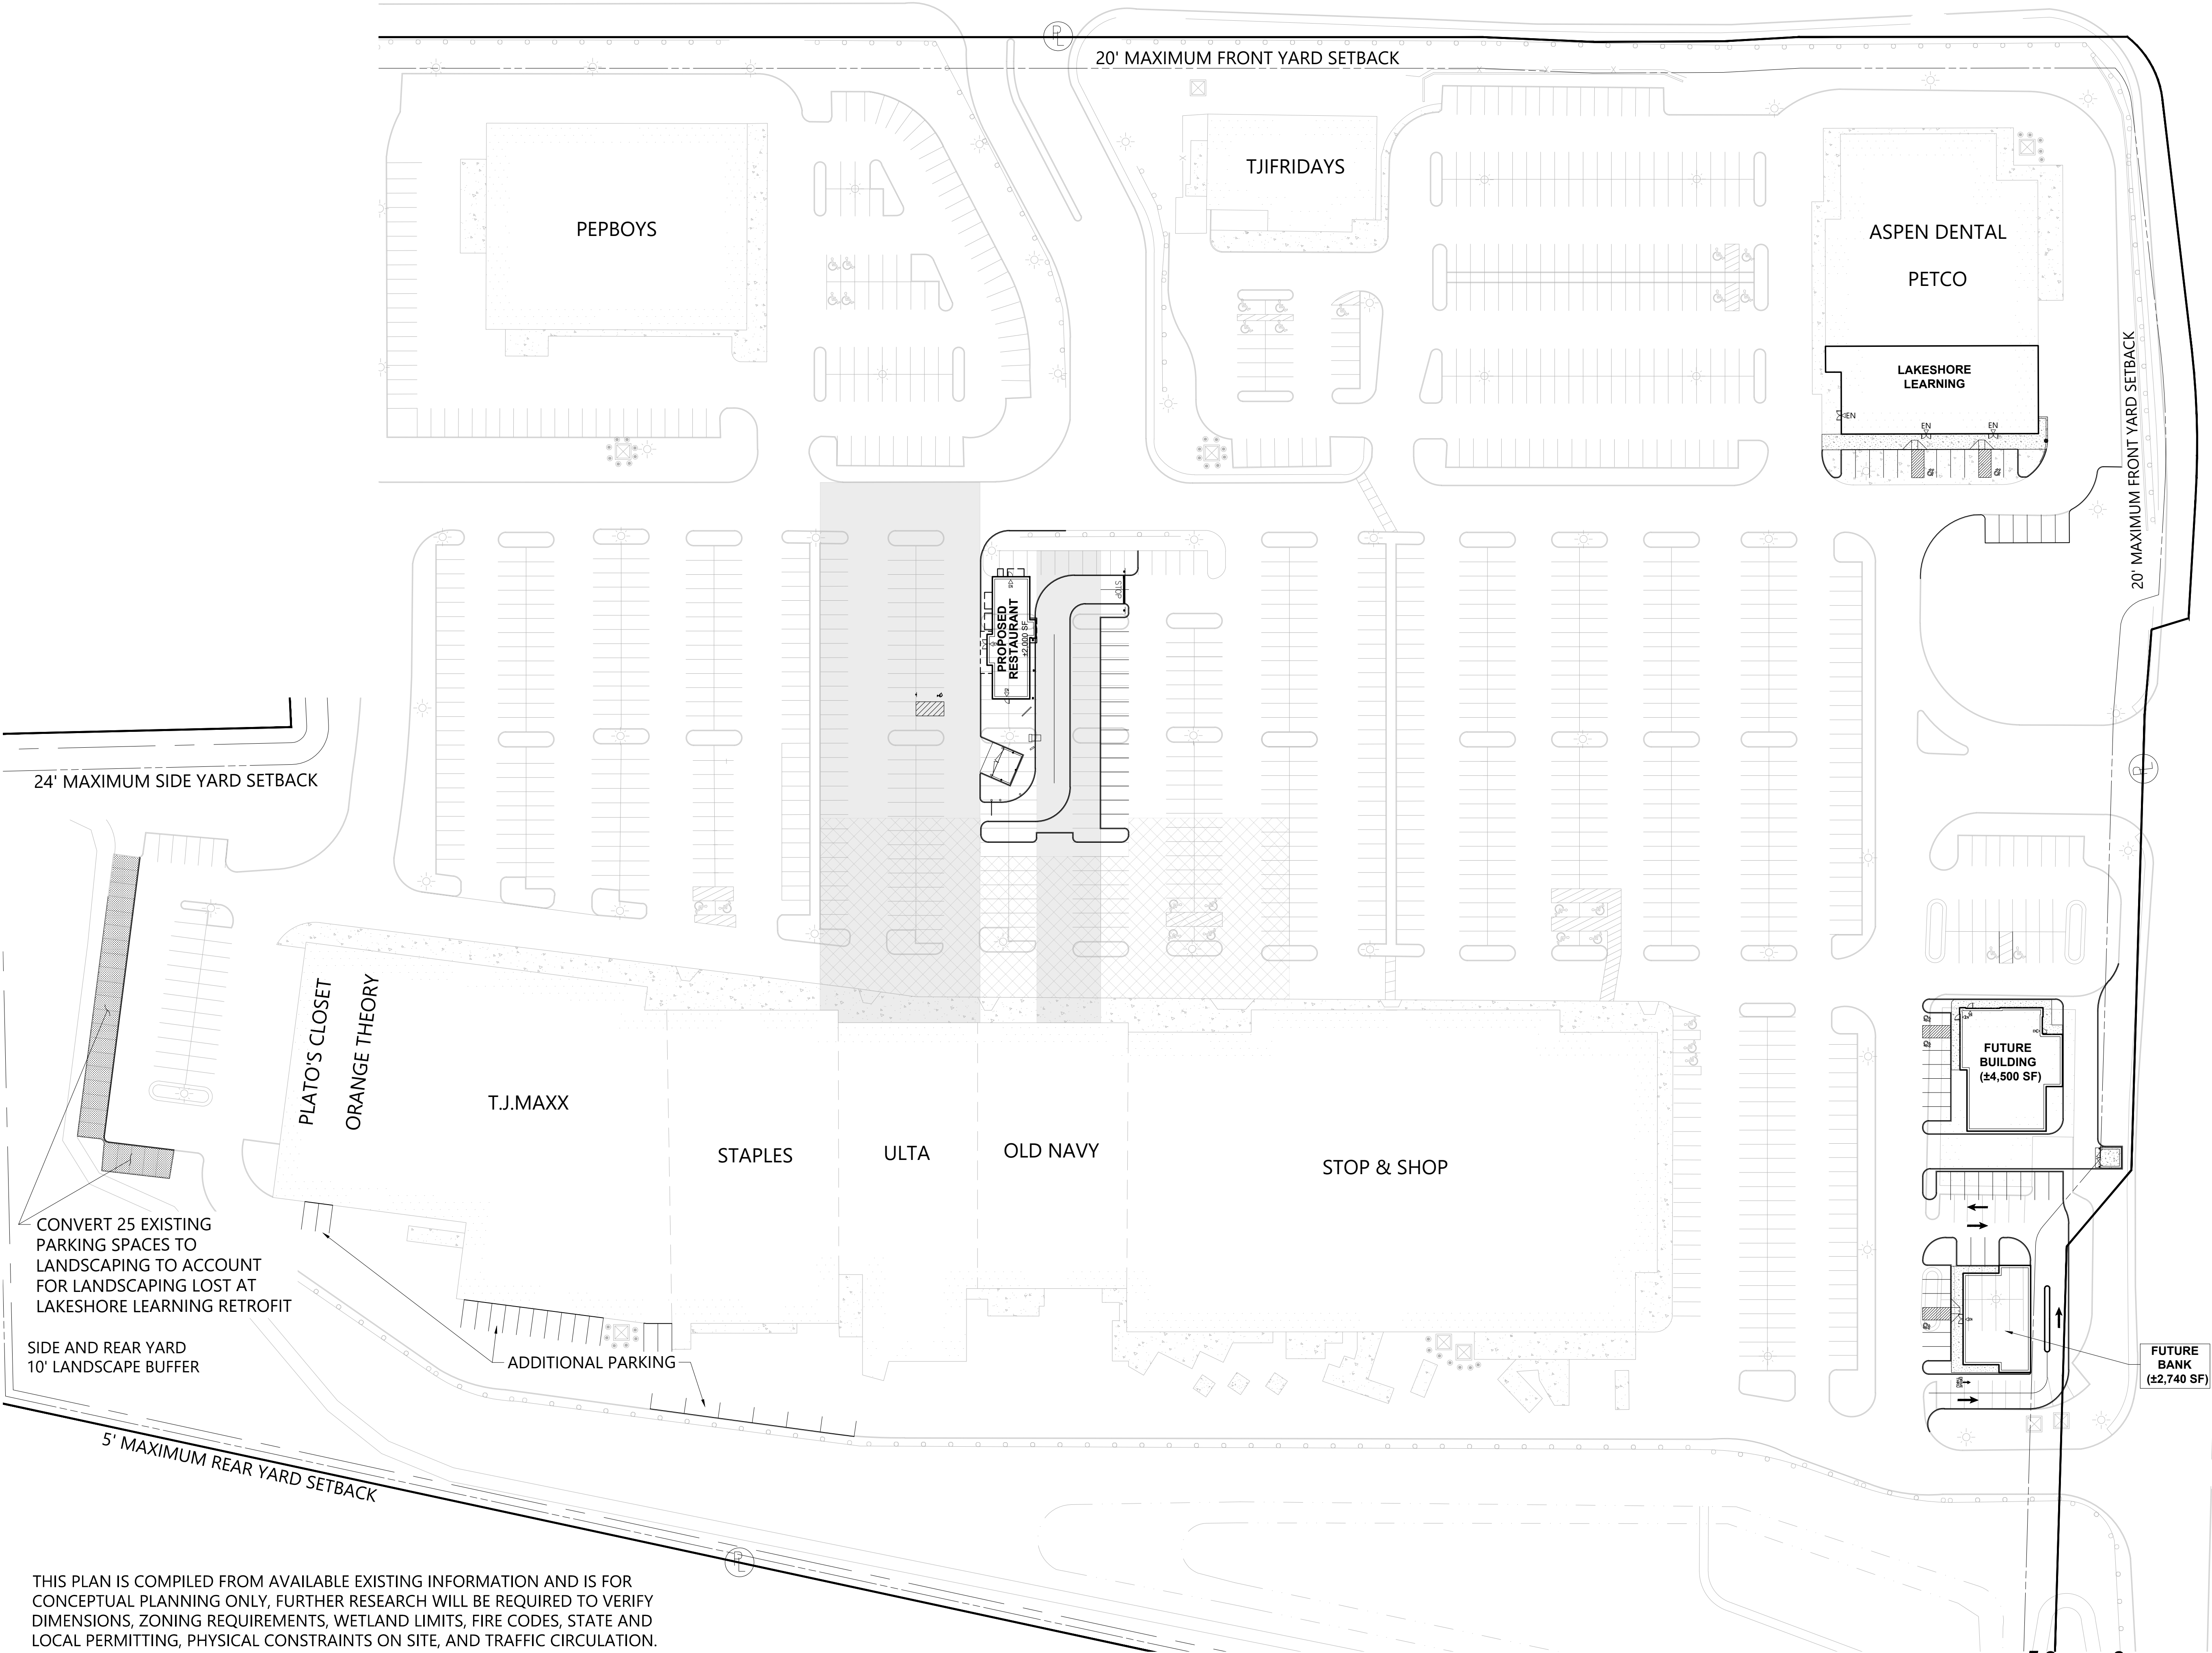 20' MAXIMUM FRONT YARD SETBACK
PEPBOYS
TJIFRIDAYS
ASPEN DENTAL
PETCO
LAKESHORE
LEARNING
EN
EN
EN
20' MAXIMUM FRONT YARD SETBACK
PROPOSED
RESTAURANT
±2,000 SF
STOP
24' MAXIMUM SIDE YARD SETBACK
PLATO'S CLOSET
ORANGE THEORY
T.J.MAXX
STAPLES
ULTA
OLD NAVY
STOP & SHOP
FUTURE
BUILDING
(±4,500 SF)
CONVERT 25 EXISTING
PARKING SPACES TO
LANDSCAPING TO ACCOUNT
FOR LANDSCAPING LOST AT
LAKESHORE LEARNING RETROFIT
SIDE AND REAR YARD
10' LANDSCAPE BUFFER
ADDITIONAL PARKING
FUTURE
BANK
(±2,740 SF)
5' MAXIMUM REAR YARD SETBACK
THIS PLAN IS COMPILED FROM AVAILABLE EXISTING INFORMATION AND IS FOR
CONCEPTUAL PLANNING ONLY, FURTHER RESEARCH WILL BE REQUIRED TO VERIFY
DIMENSIONS, ZONING REQUIREMENTS, WETLAND LIMITS, FIRE CODES, STATE AND
LOCAL PERMITTING, PHYSICAL CONSTRAINTS ON SITE, AND TRAFFIC CIRCULATION.